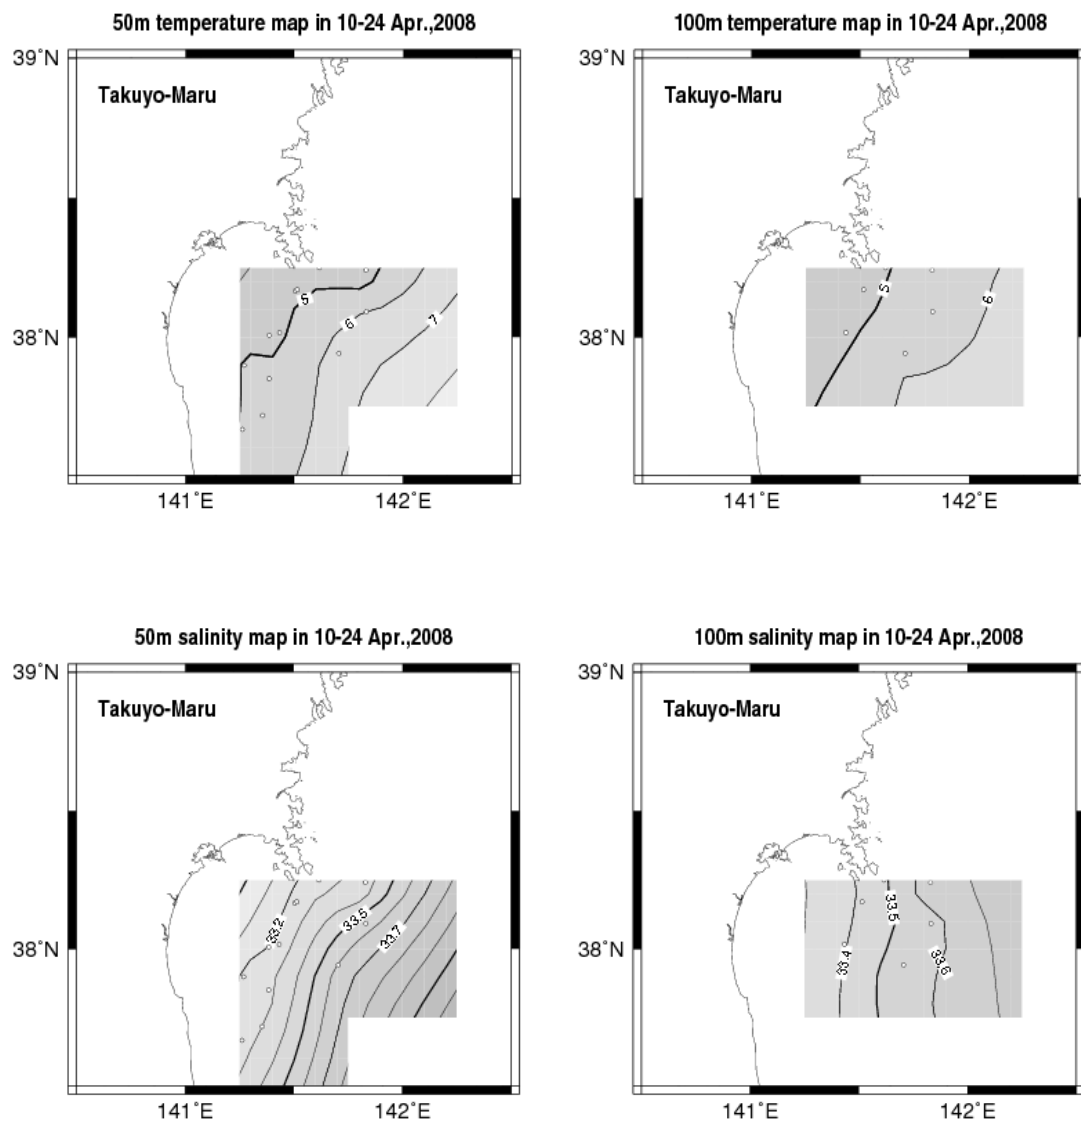 50m temperature map in 10-24 Apr.,2008
39°N
Takuyo-Maru
5
6
7
38°N
141°E
142°E
100m temperature map in 10-24 Apr.,2008
39°N
Takuyo-Maru
5
6
38°N
141°E
142°E
50m salinity map in 10-24 Apr.,2008
39°N
Takuyo-Maru
33.2
33.5
33.7
38°N
141°E
142°E
100m salinity map in 10-24 Apr.,2008
39°N
Takuyo-Maru
33.5
33.4
33.6
38°N
141°E
142°E